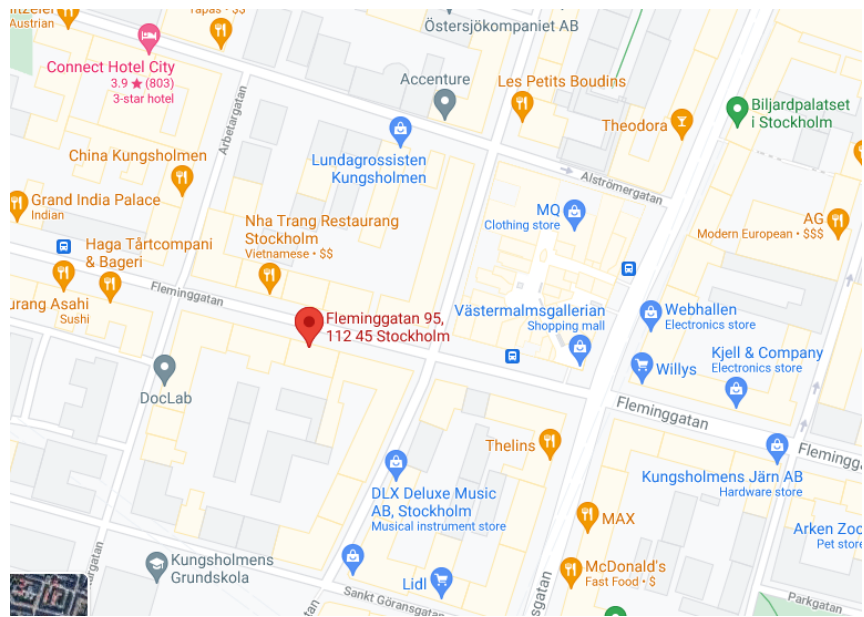 Austrian
Tapas • $$
Östersjökompaniet AB
Connect Hotel City
3.9 ★ (803)
3-star hotel
Accenture
Les Petits Boudins
Biljardpalatset
i Stockholm
Theodora
Arbetargatan
China Kungsholmen
Lundagrossisten
Kungsholmen
Alströmergatan
Grand India Palace
Indian
MQ
Clothing store
AG
Modern European • $$$
Nha Trang Restaurang
Stockholm
Vietnamese • $$
Haga Tårtcompani
& Bageri
Fleminggatan
urang Asahi
Sushi
Fleminggatan 95,
112 45 Stockholm
Västermalmsgallerian
Shopping mall
Webhallen
Electronics store
Kjell & Company
Electronics store
Willys
DocLab
Fleminggatan
Thelins
Flemingga
Kungsholmens Järn AB
Hardware store
DLX Deluxe Music
AB, Stockholm
Musical instrument store
MAX
Arken Zoo
Pet store
Kungsholmens
Grundskola
McDonald's
Fast Food • $
Lidl
Sankt Göransgatan
sgatan
Parkgatan